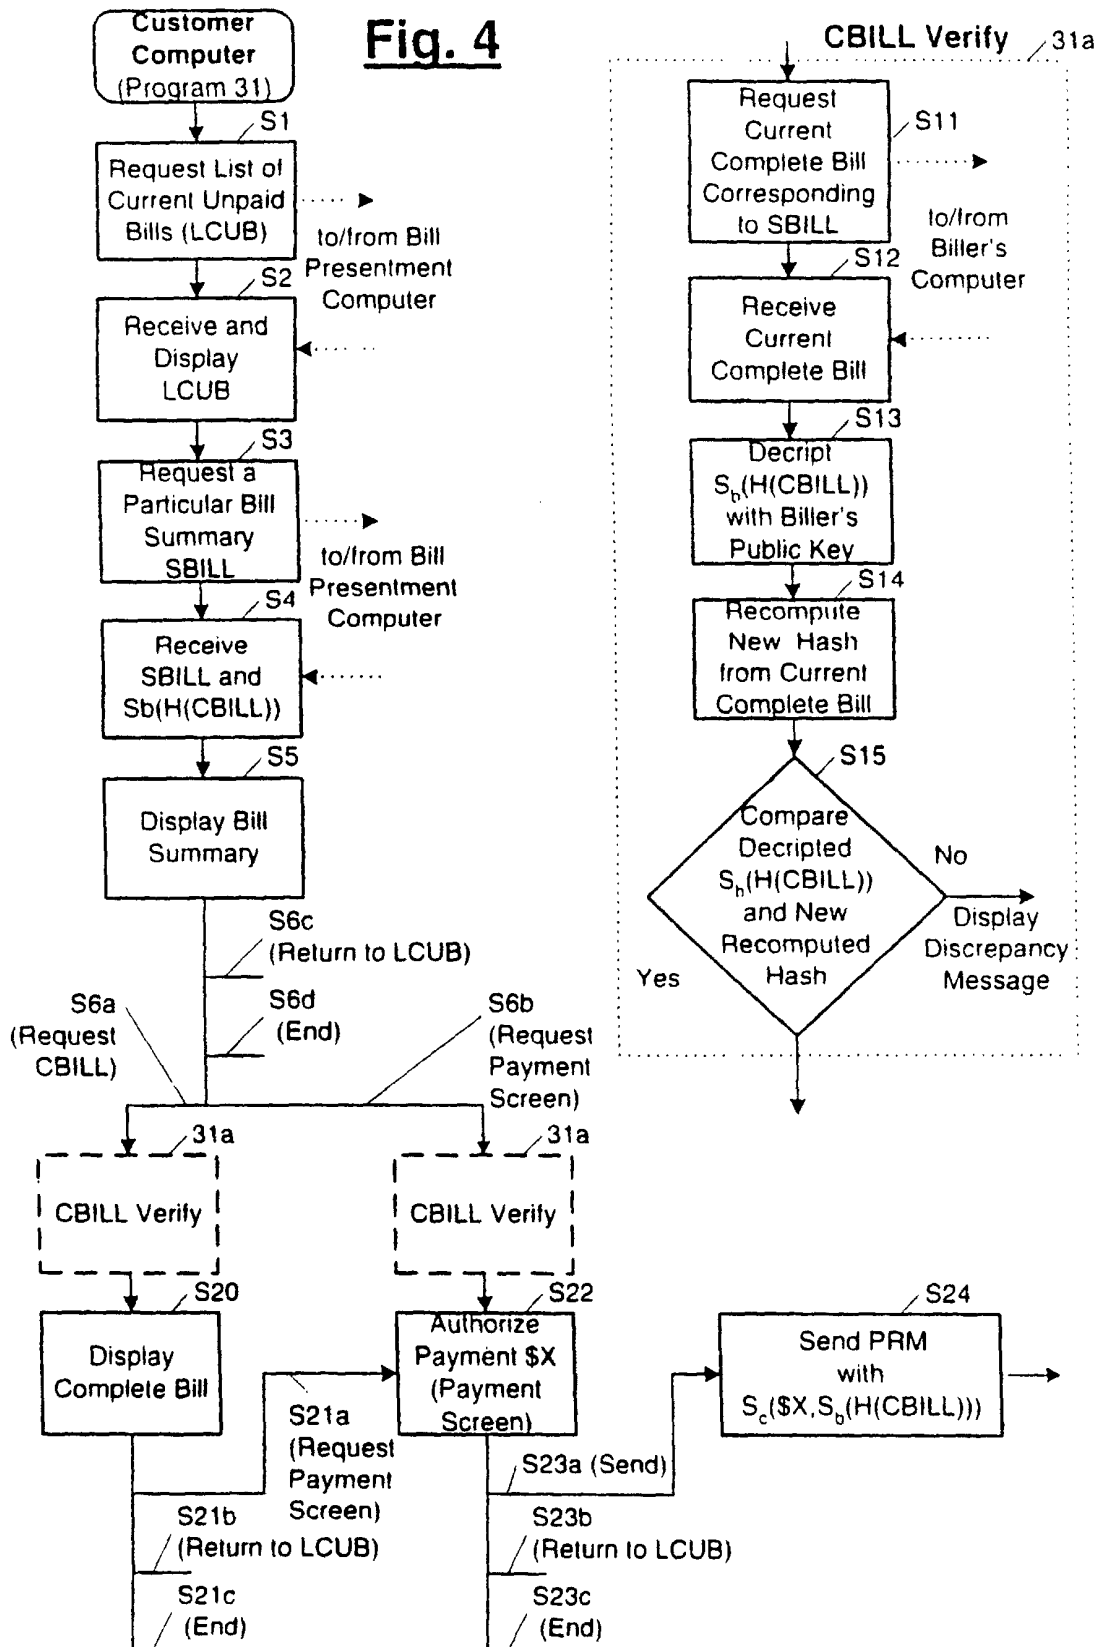 Fig. 4
Customer
Computer
(Program 31)
S1
Request List of
Current Unpaid
Bills (LCUB)
to/from Bill
Presentment
Computer
S2
Receive and
Display
LCUB
S3
Request a
Particular Bill
Summary
SBILL
to/from Bill
Presentment
Computer
S4
Receive
SBILL and
Sb(H(CBILL))
S5
Display Bill
Summary
S6c
(Return to LCUB)
S6d
(End)
S6a
(Request
CBILL)
S6b
(Request
Payment
Screen)
31a
CBILL Verify
31a
CBILL Verify
S20
Display
Complete Bill
S21a
(Request
Payment
Screen)
S21b
(Return to LCUB)
S21c
(End)
S22
Authorize
Payment $X
(Payment
Screen)
S23a (Send)
S23b
(Return to LCUB)
S23c
(End)
S24
Send PRM
with
Sc($X,Sb(H(CBILL)))
CBILL Verify
31a
Request
Current
Complete Bill
Corresponding
to SBILL
S11
to/from
Biller's
Computer
S12
Receive
Current
Complete Bill
S13
Decript
Sb(H(CBILL))
with Biller's
Public Key
S14
Recompute
New Hash
from Current
Complete Bill
S15
Compare
Decripted
Sb(H(CBILL))
and New
Recomputed
Hash
No
Display
Discrepancy
Message
Yes